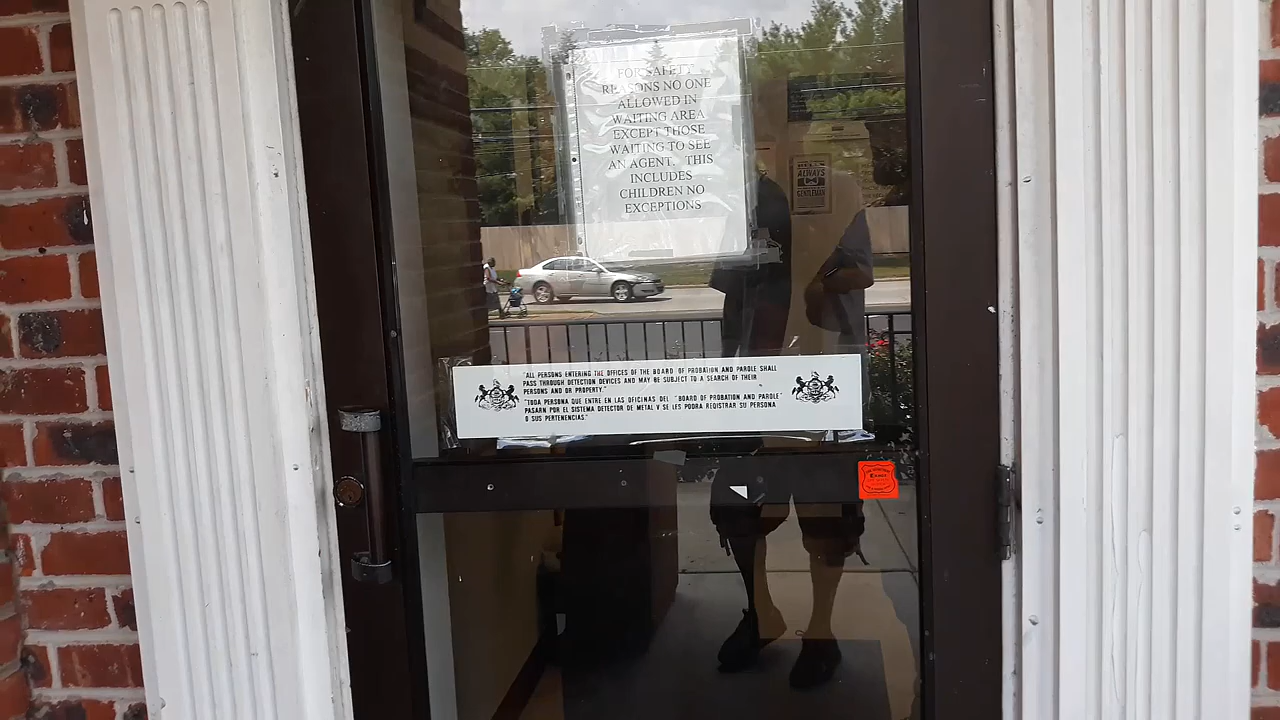 FOR SAFETY
REASONS NO ONE
ALLOWED IN
WAITING AREA
EXCEPT THOSE
WAITING TO SEE
AN AGENT. THIS
INCLUDES
CHILDREN NO
EXCEPTIONS
ALWAYS
GENTLEMAN
"ALL PERSONS ENTERING THE OFFICES OF THE BOARD OF PROBATION AND PAROLE SHALL
PASS THROUGH DETECTION DEVICES AND MAY BE SUBJECT TO A SEARCH OF THEIR
PERSONS AND OR PROPERTY."
"TODA PERSONA QUE ENTRE EN LAS OFICINAS DEL "BOARD OF PROBATION AND PAROLE"
PASARN POR EL SISTEMA DETECTOR DE METAL Y SE LES PODRA REGISTRAR SU PERSONA
O SUS PERTENENCIAS"